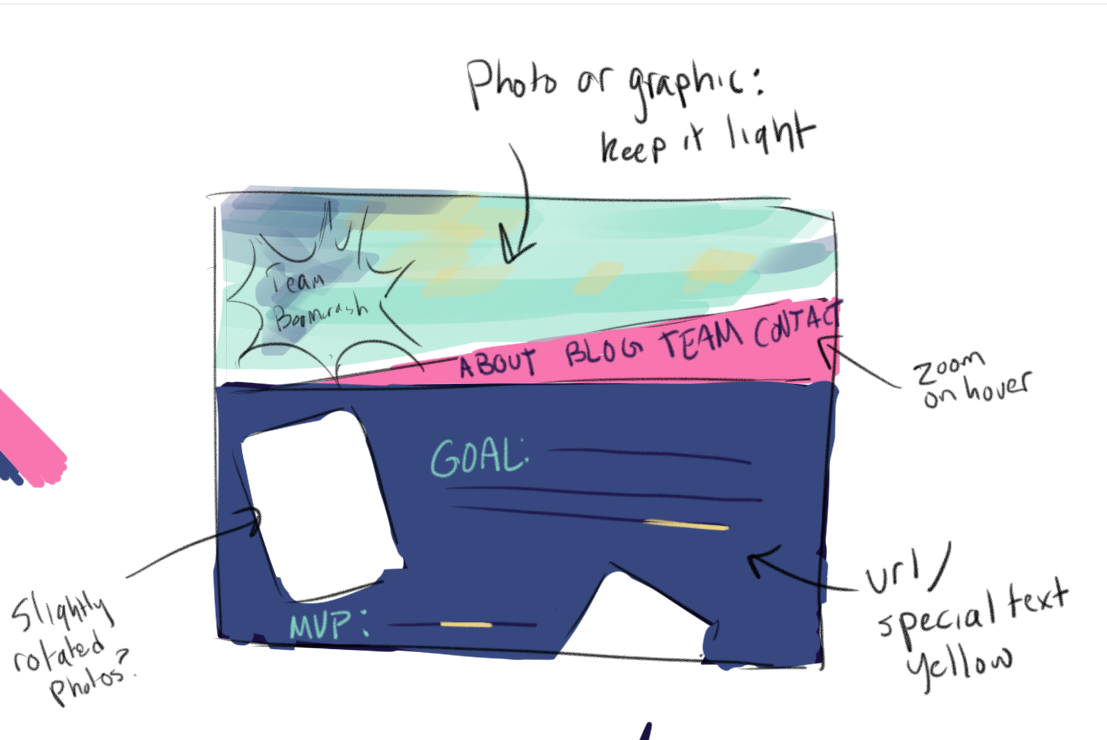 Photo or graphic:
keep it light
Team
Boomcrash
ABOUT BLOG TEAM CONTACT
zoom
on hover
GOAL:
url/
special text
yellow
Slightly
rotated
photos?
MVP: